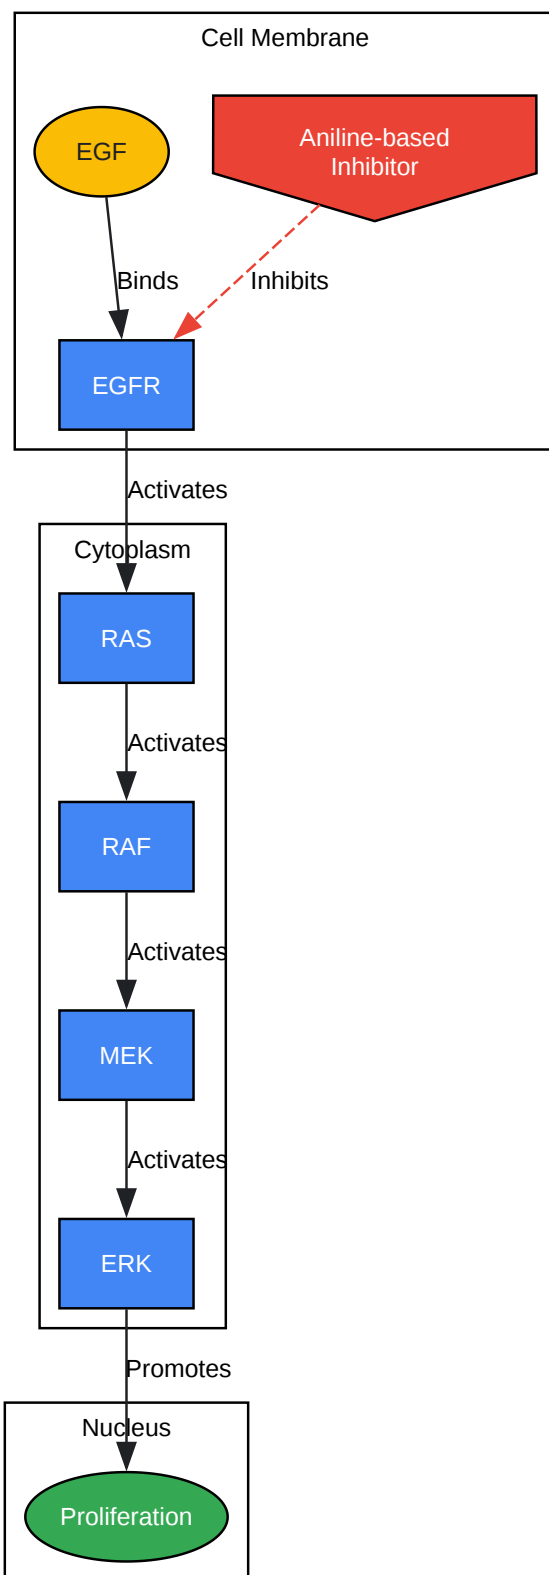 Cell Membrane
EGF
Aniline-based
Inhibitor
Binds
Inhibits
EGFR
Activates
Cytoplasm
RAS
Activates
RAF
Activates
MEK
Activates
ERK
Promotes
Nucleus
Proliferation